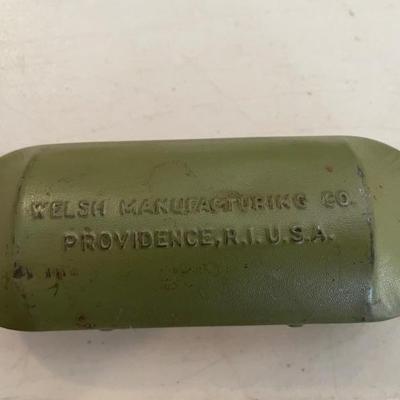 WELSH MANUFACTURING CO.
PROVIDENCE, R.I. U.S.A.